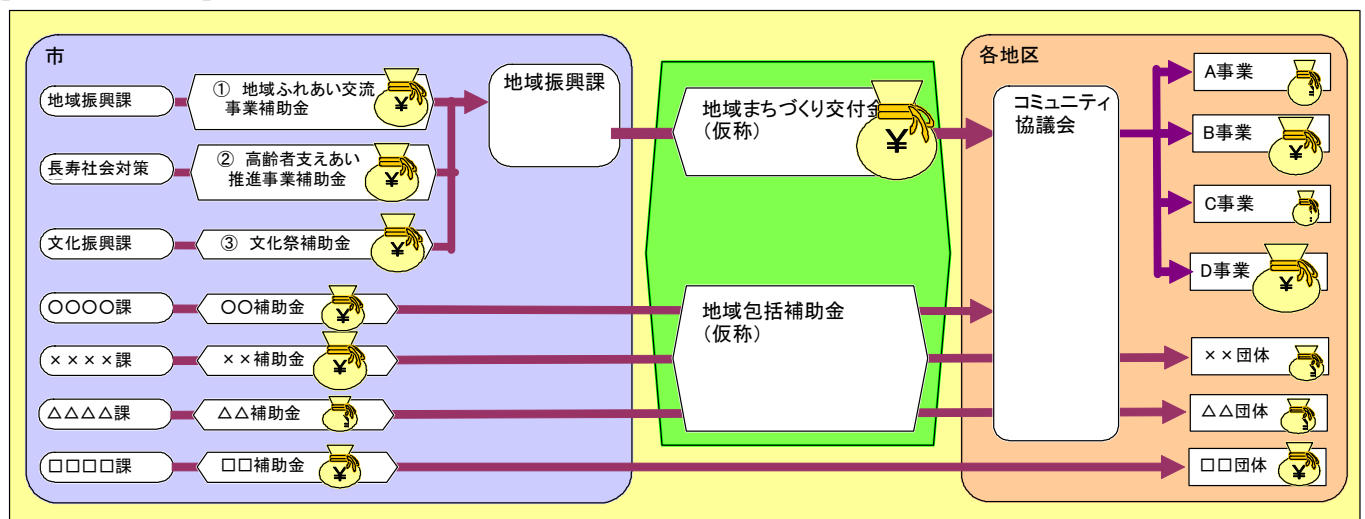 市
各地区
地域振興課
① 地域ふれあい交流
事業補助金
長寿社会対策
② 高齢者支えあい
推進事業補助金
文化振興課
③ 文化祭補助金
地域振興課
地域まちづくり交付金
(仮称)
コミュニティ
協議会
A事業
B事業
C事業
D事業
○○○○課
○○補助金
××××課
××補助金
△△△△課
△△補助金
□□□□課
□□補助金
地域包括補助金
(仮称)
××団体
△△団体
□□団体
¥
¥
¥
¥
¥
¥
¥
¥
¥
¥